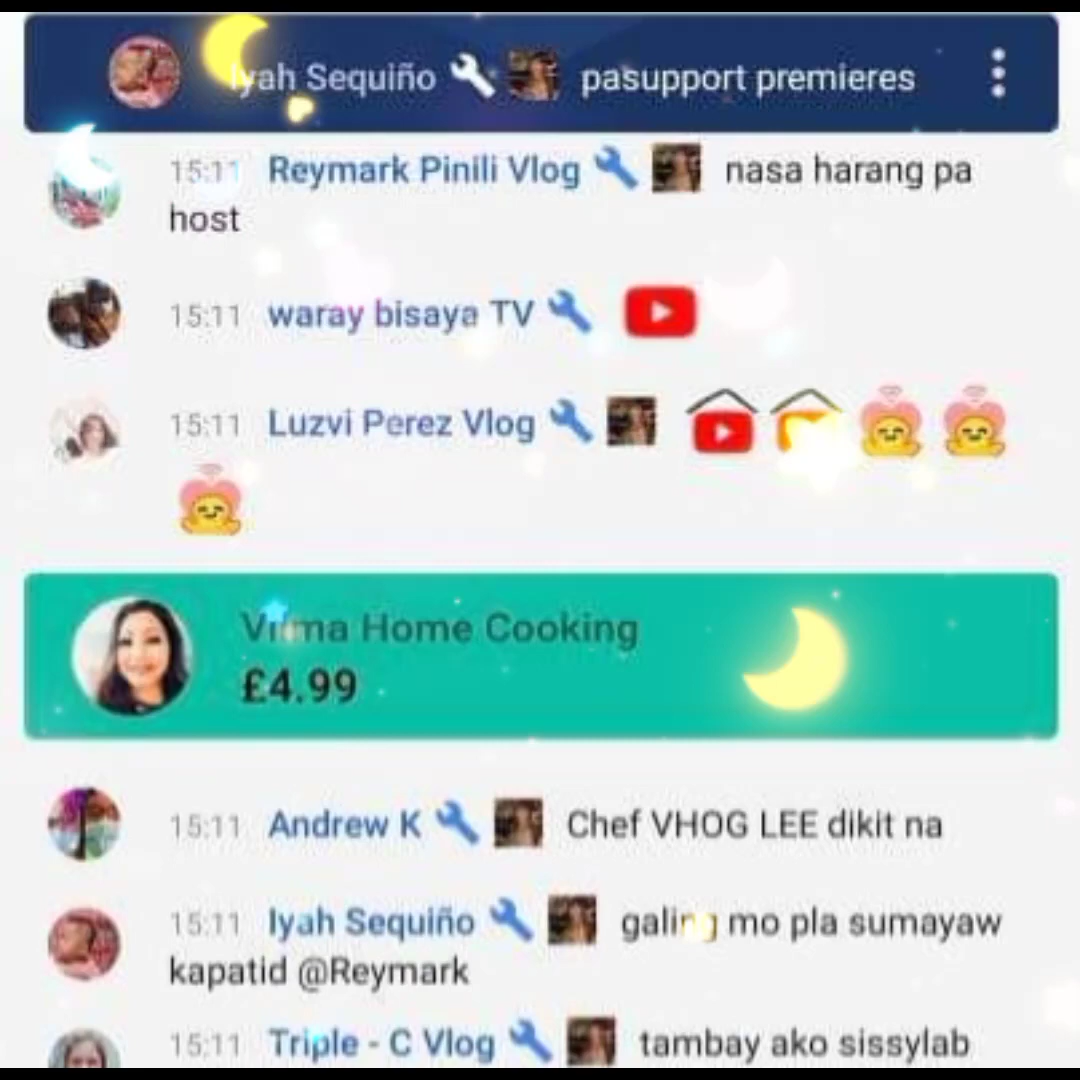 Iyah Sequiño pasupport premieres
15:11 Reymark Pinili Vlog nasa harang pa
host
15:11 waray bisaya TV
15:11 Luzvi Perez Vlog
Vilma Home Cooking
£4.99
15:11 Andrew K Chef VHOG LEE dikit na
15:11 Iyah Sequiño galing mo pla sumayaw
kapatid @Reymark
15:11 Triple - C Vlog tambay ako sissylab